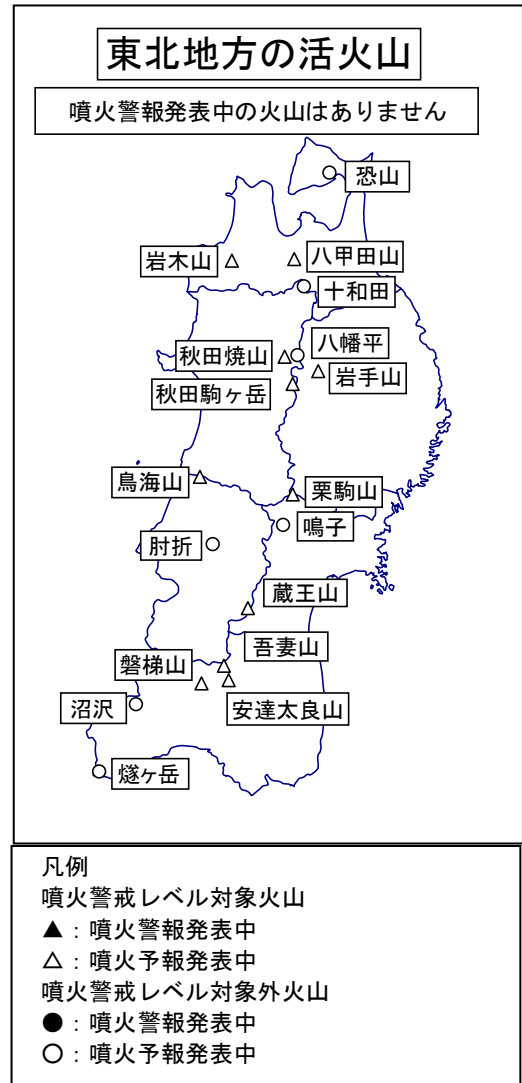 東北地方の活火山
噴火警報発表中の火山はありません
恐山
岩木山
八甲田山
十和田
八幡平
秋田焼山
岩手山
秋田駒ヶ岳
鳥海山
栗駒山
鳴子
肘折
蔵王山
吾妻山
磐梯山
沼沢
安達太良山
燧ヶ岳
凡例
噴火警戒レベル対象火山
▲：噴火警報発表中
△：噴火予報発表中
噴火警戒レベル対象外火山
●：噴火警報発表中
○：噴火予報発表中